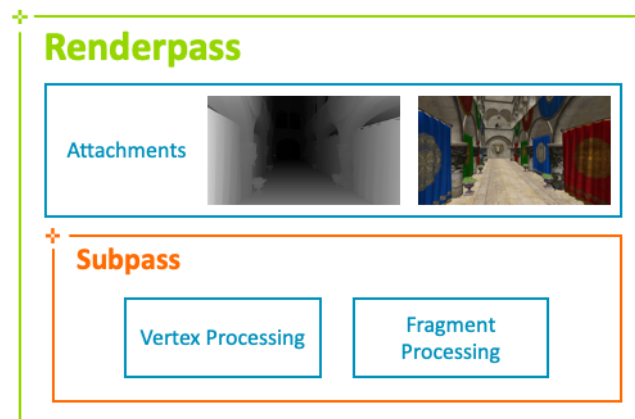 Renderpass
Attachments
Subpass
Vertex Processing
Fragment
Processing